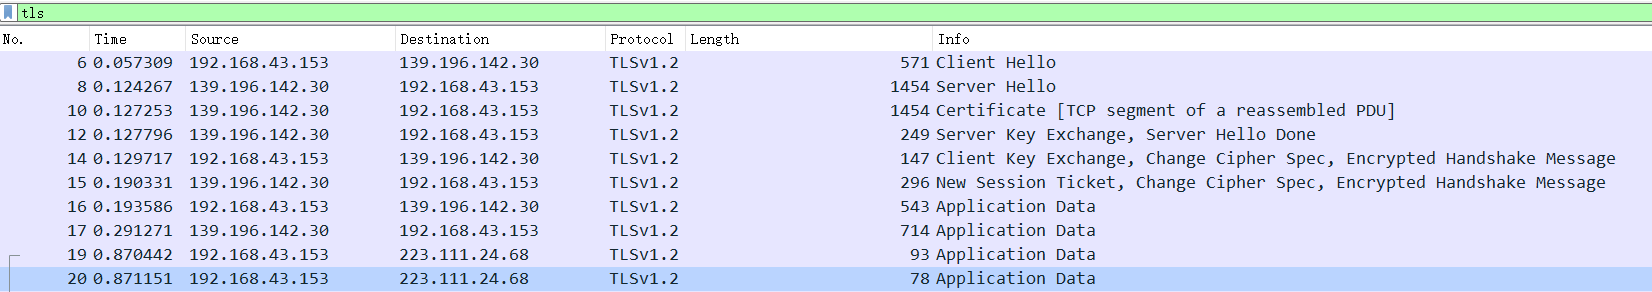 tls
No. Time Source Destination Protocol Length Info
6 0.057309 192.168.43.153 139.196.142.30 TLSv1.2 571 Client Hello
8 0.124267 139.196.142.30 192.168.43.153 TLSv1.2 1454 Server Hello
10 0.127253 139.196.142.30 192.168.43.153 TLSv1.2 1454 Certificate [TCP segment of a reassembled PDU]
12 0.127796 139.196.142.30 192.168.43.153 TLSv1.2 249 Server Key Exchange, Server Hello Done
14 0.129717 192.168.43.153 139.196.142.30 TLSv1.2 147 Client Key Exchange, Change Cipher Spec, Encrypted Handshake Message
15 0.190331 139.196.142.30 192.168.43.153 TLSv1.2 296 New Session Ticket, Change Cipher Spec, Encrypted Handshake Message
16 0.193586 192.168.43.153 139.196.142.30 TLSv1.2 543 Application Data
17 0.291271 139.196.142.30 192.168.43.153 TLSv1.2 714 Application Data
19 0.870442 192.168.43.153 223.111.24.68 TLSv1.2 93 Application Data
20 0.871151 192.168.43.153 223.111.24.68 TLSv1.2 78 Application Data